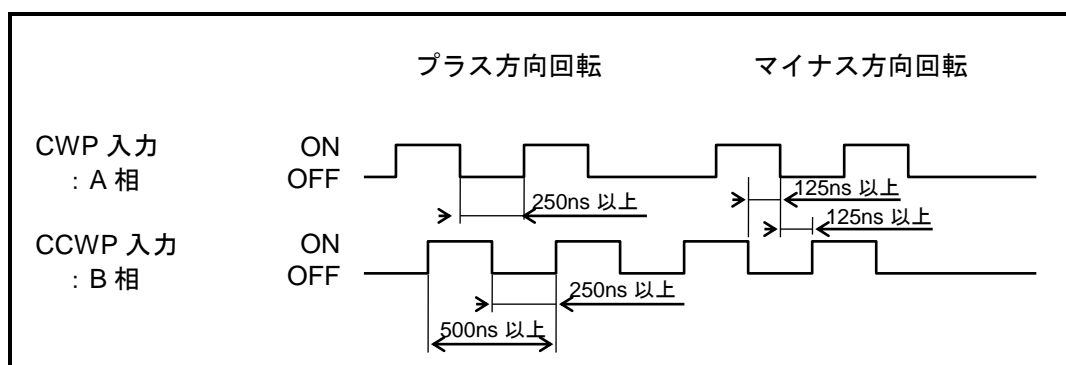 プラス方向回転 マイナス方向回転
CWP 入力 ON
: A 相 OFF
125ns 以上
250ns 以上
125ns 以上
CCWP 入力 ON
: B 相 OFF
250ns 以上
500ns 以上